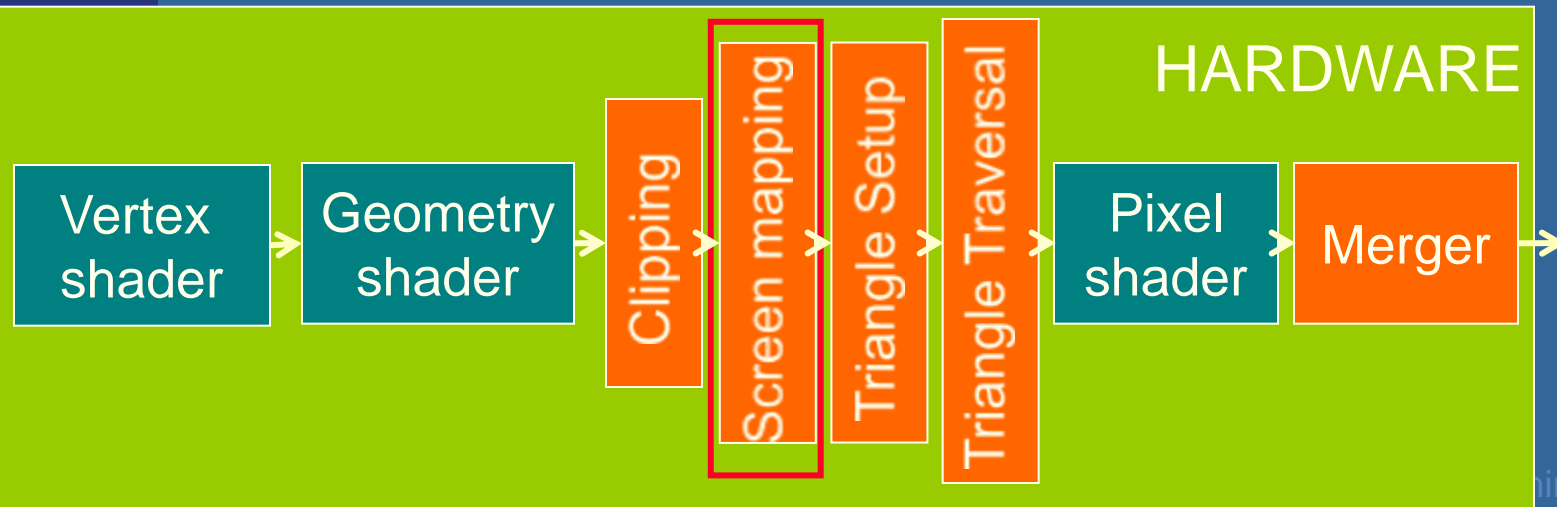 HARDWARE
Vertex
shader
Geometry
shader
Clipping
Screen mapping
Triangle Setup
Triangle Traversal
Pixel
shader
Merger